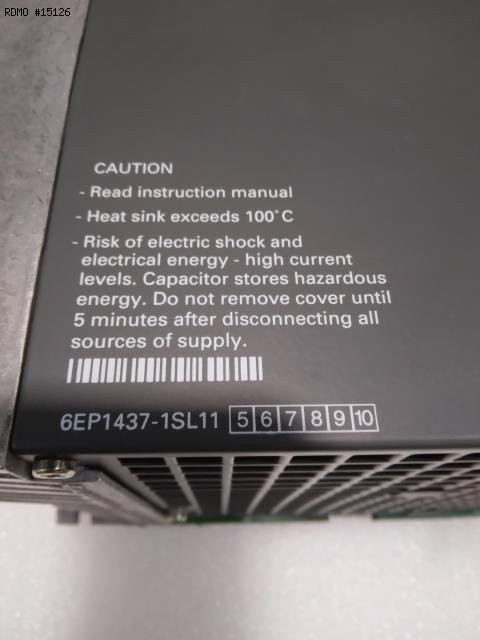 RDMO #15126
CAUTION
- Read instruction manual
- Heat sink exceeds 100°C
- Risk of electric shock and
electrical energy - high current
levels. Capacitor stores hazardous
energy. Do not remove cover until
5 minutes after disconnecting all
sources of supply.
6EP1437-1SL11 5 6 7 8 9 10